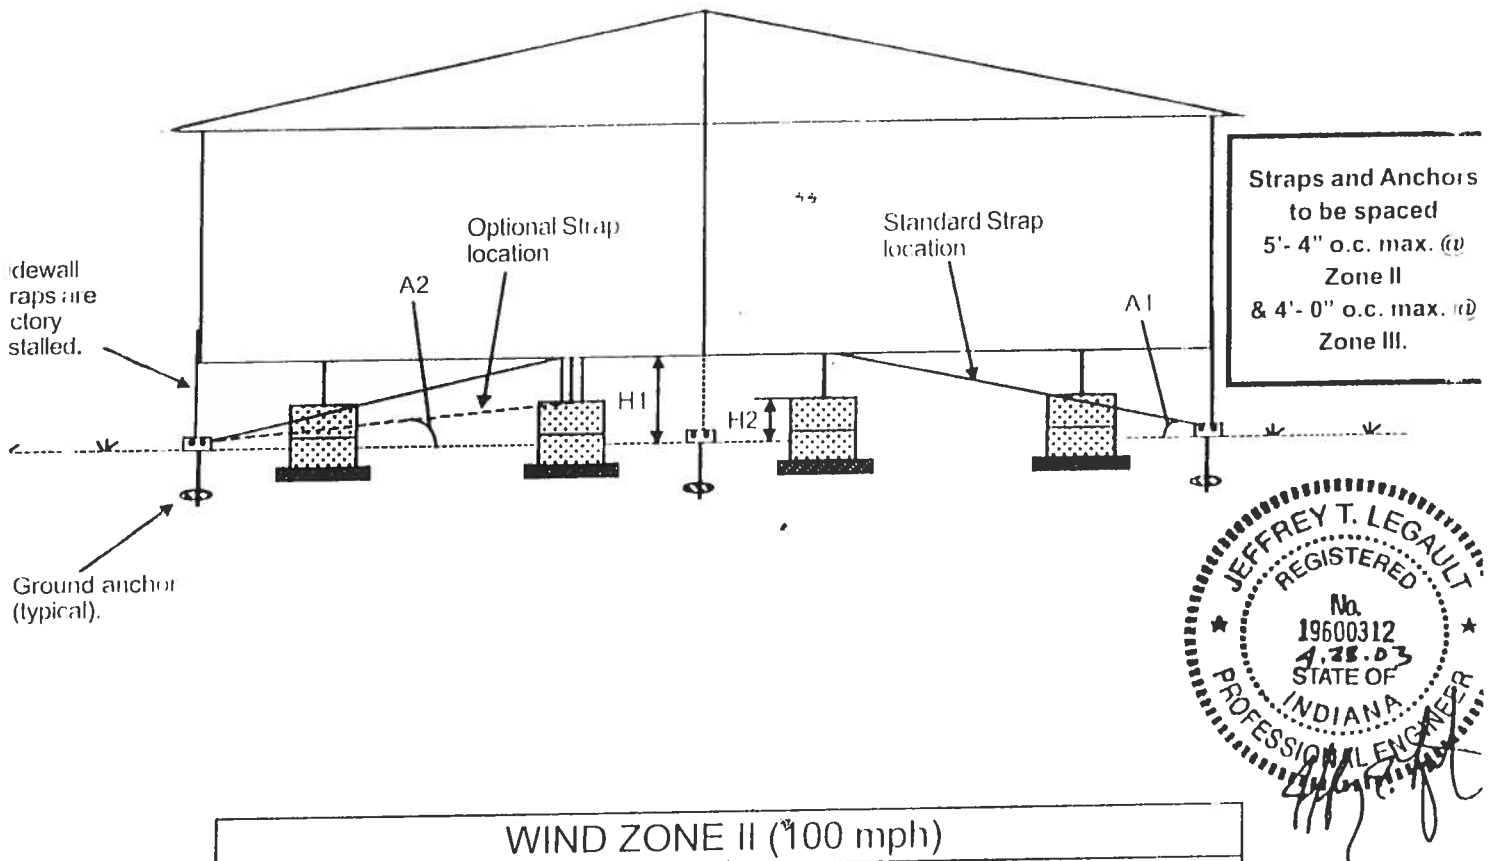 Straps and Anchors
to be spaced
5'- 4" o.c. max. @
Zone II
& 4'- 0" o.c. max. @
Zone III.
Optional Strap
location
Standard Strap
location
A2
A1
dewall
raps are
ctory
stalled.
H1
H2
Ground anchor
(typical).
JEFFREY T. LEGAULT
REGISTERED
No.
19600312
STATE OF
INDIANA
PROFESSIONAL ENGINEER
WIND ZONE II (100 mph)